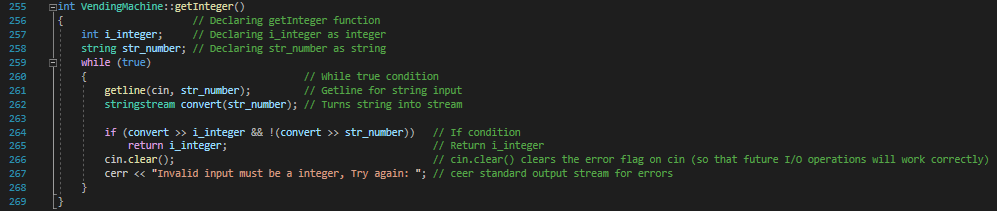 255 int VendingMachine::getInteger()
256 { // Declaring getInteger function
257 int i_integer; // Declaring i_integer as integer
258 string str_number; // Declaring str_number as string
259 while (true)
260 { // While true condition
261 getline(cin, str_number); // Getline for string input
262 stringstream convert(str_number); // Turns string into stream
263
264 if (convert >> i_integer && !(convert >> str_number)) // If condition
265 return i_integer; // Return i_integer
266 cin.clear(); // cin.clear() clears the error flag on cin (so that future I/O operations will work correctly)
267 cerr << "Invalid input must be a integer, Try again: "; // ceer standard output stream for errors
268 }
269 }